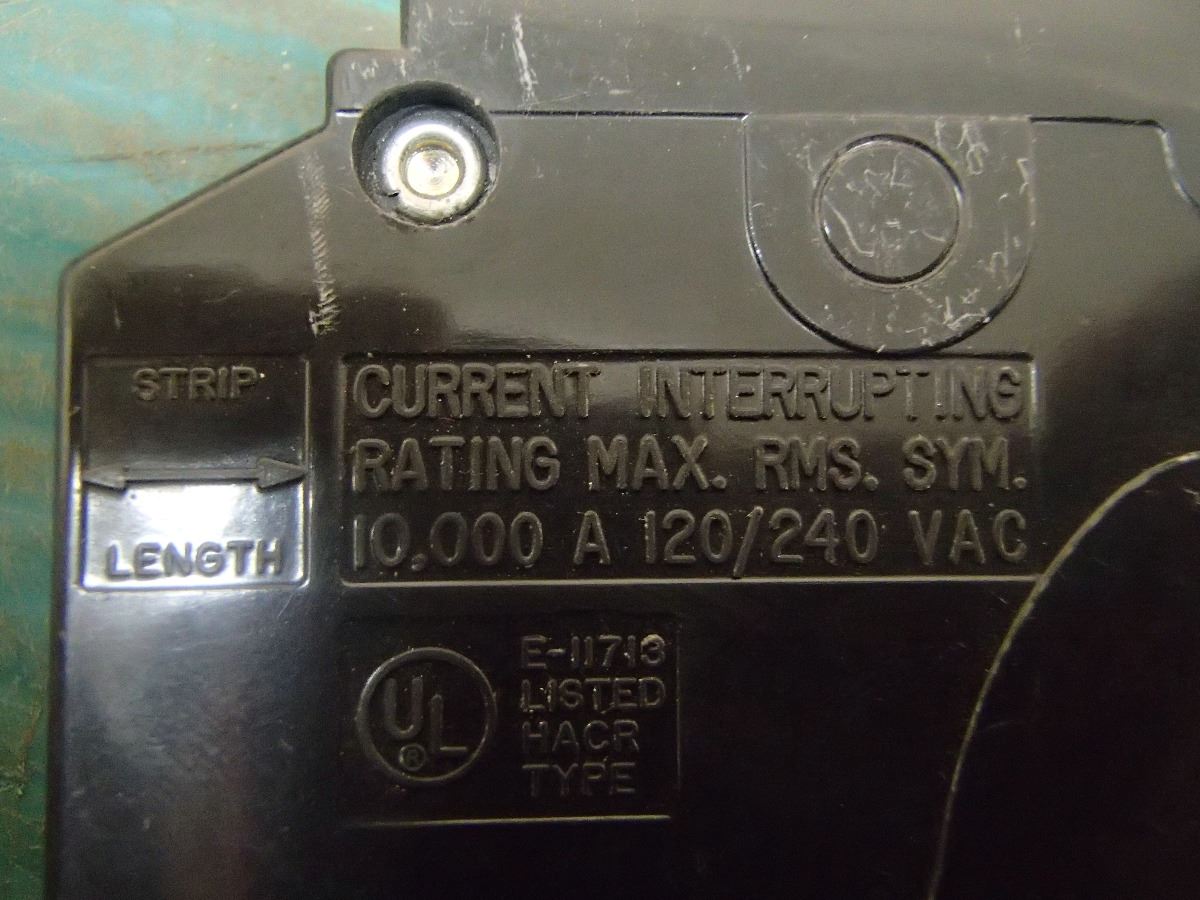 STRIP
LENGTH
CURRENT INTERRUPTING
RATING MAX. RMS. SYM.
10,000 A 120/240 VAC
UL
®
E-11713
LISTED
HACR
TYPE